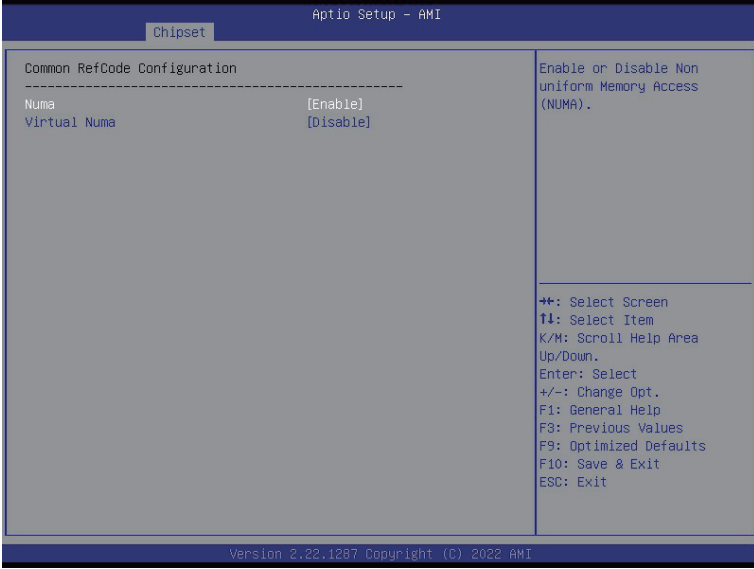 Aptio Setup – AMI
Chipset
Common RefCode Configuration
------------------------------------------------
Numa [Enable]
Virtual Numa [Disable]
Enable or Disable Non
uniform Memory Access
(NUMA).
→←: Select Screen
↑↓: Select Item
K/M: Scroll Help Area
Up/Down.
Enter: Select
+/-: Change Opt.
F1: General Help
F3: Previous Values
F9: Optimized Defaults
F10: Save & Exit
ESC: Exit
Version 2.22.1287 Copyright (C) 2022 AMI